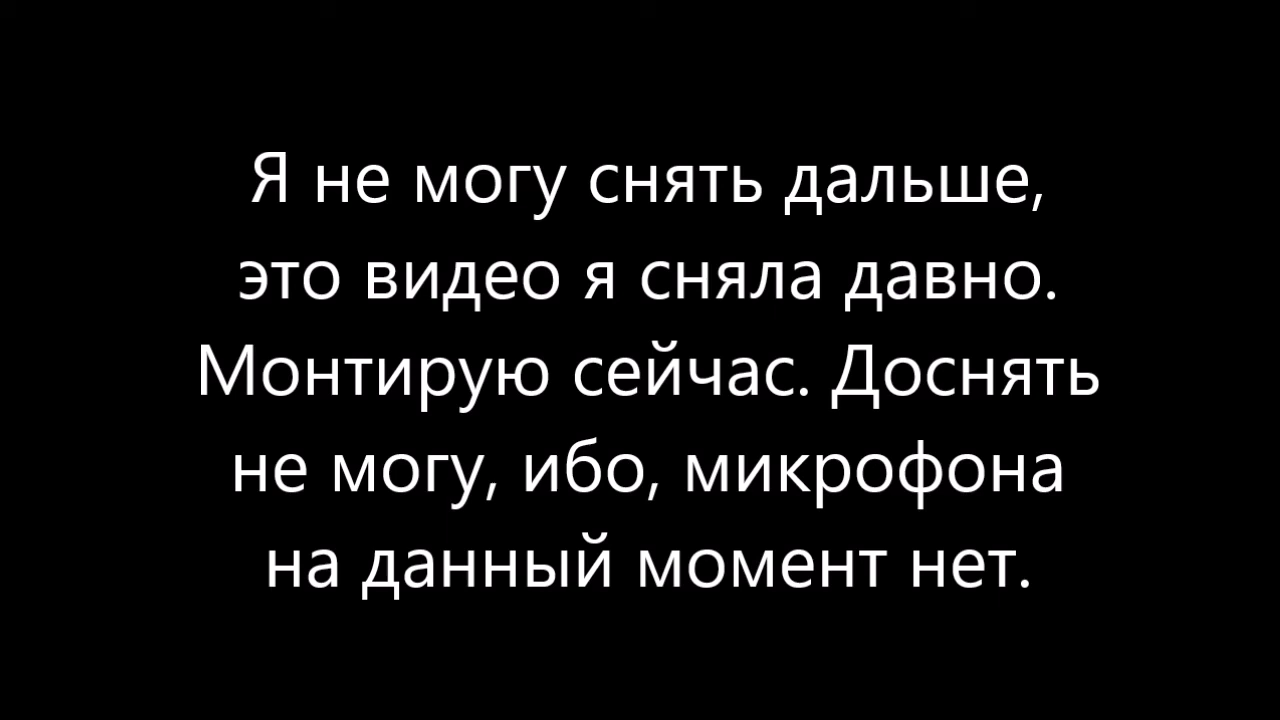 Я не могу снять дальше,
это видео я сняла давно.
Монтирую сейчас. Доснять
не могу, ибо, микрофона
на данный момент нет.